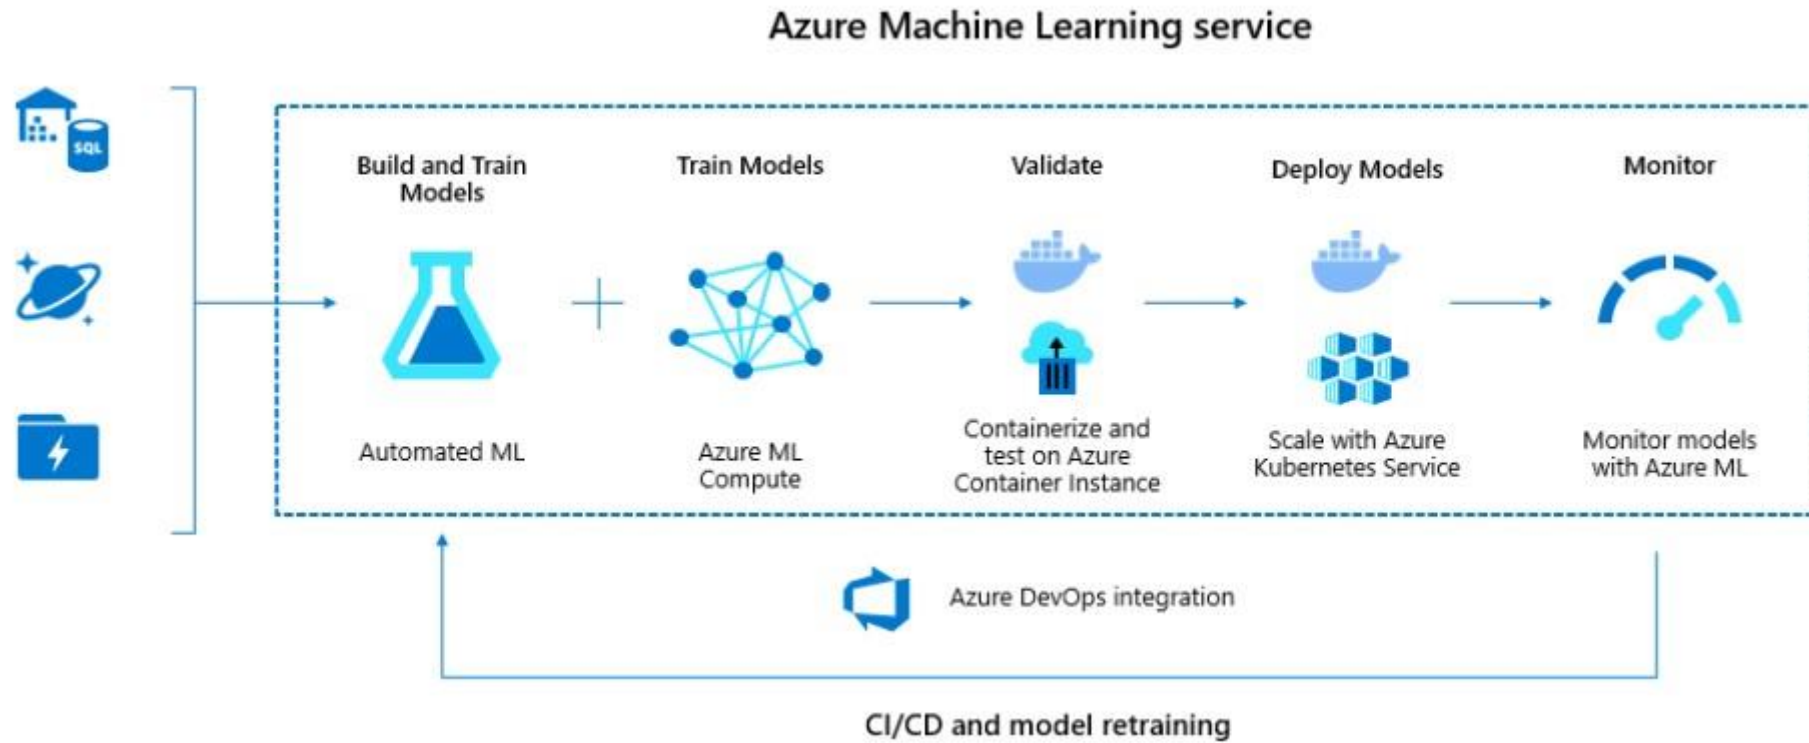 Azure Machine Learning service
SQL
Build and Train
Models
Train Models
Validate
Deploy Models
Monitor
Automated ML
Azure ML
Compute
Containerize and
test on Azure
Container Instance
Scale with Azure
Kubernetes Service
Monitor models
with Azure ML
Azure DevOps integration
CI/CD and model retraining